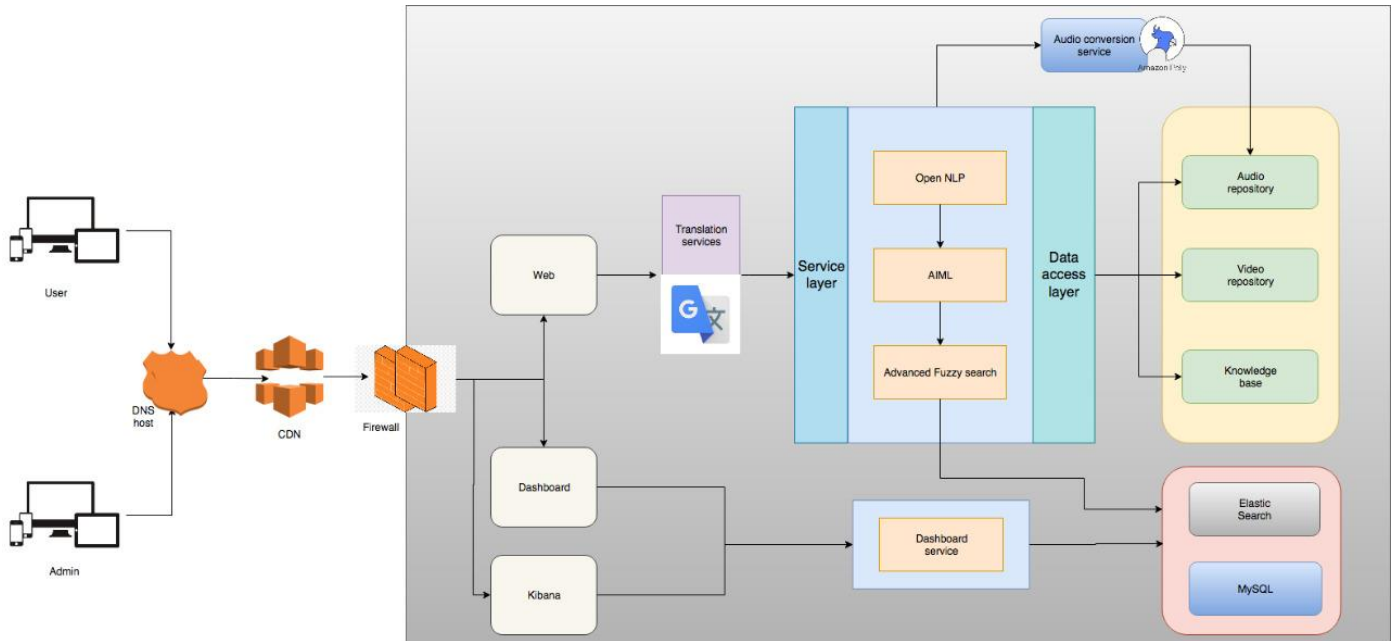 Audio conversion
service
Amazon Polly
Open NLP
Audio
repository
Translation
services
Web
Service
layer
AIML
Data
access
layer
Video
repository
G 文
User
Advanced Fuzzy search
Knowledge
base
DNS
host
CDN
Firewall
Dashboard
Elastic
Search
Dashboard
service
Admin
Kibana
MySQL